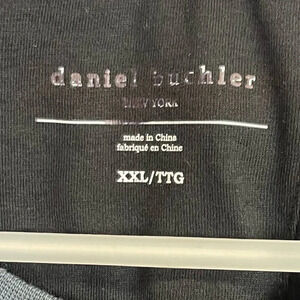 daniel buchler
NEW YORK
made in China
fabriqué en Chine
XXL/TTG